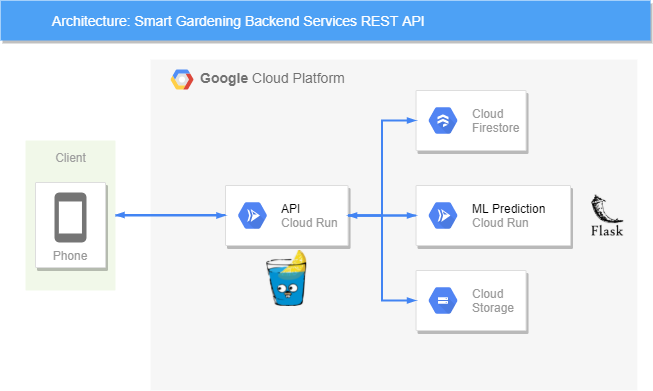 Architecture: Smart Gardening Backend Services REST API
Google Cloud Platform
Cloud
Firestore
Client
API
Cloud Run
ML Prediction
Cloud Run
Flask
Phone
Cloud
Storage